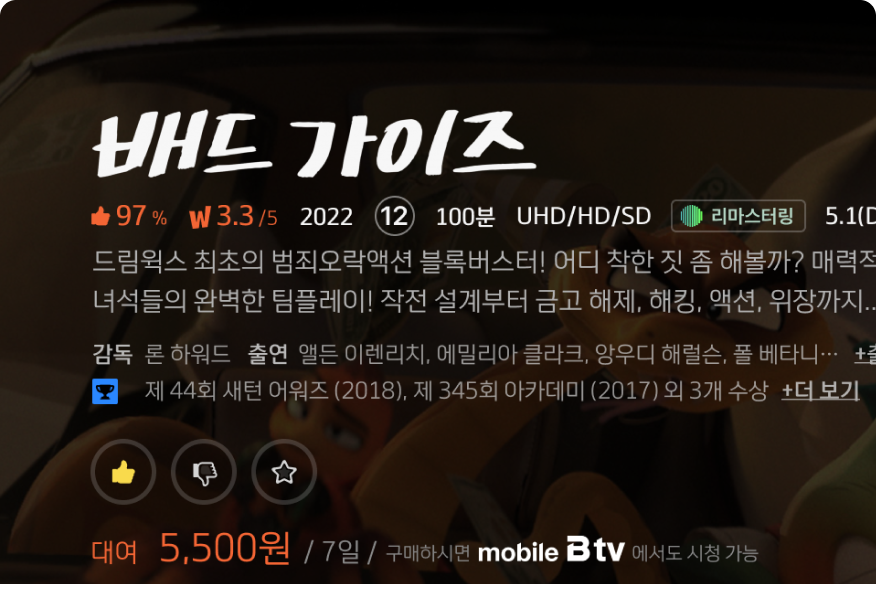 배드 가이즈
97 % W 3.3 /5 2022 12 100분 UHD/HD/SD 리마스터링 5.1(D
드림웍스 최초의 범죄오락액션 블록버스터! 어디 착한 짓 좀 해볼까? 매력적
녀석들의 완벽한 팀플레이! 작전 설계부터 금고 해제, 해킹, 액션, 위장까지..
감독 론 하워드 출연 앨든 이렌리치, 에밀리아 클라크, 앙우디 해럴슨, 폴 베타니… +출
제 44회 새턴 어워즈 (2018), 제 345회 아카데미 (2017) 외 3개 수상 +더 보기
대여 5,500원 / 7일 / 구매하시면 mobile B tv 에서도 시청 가능